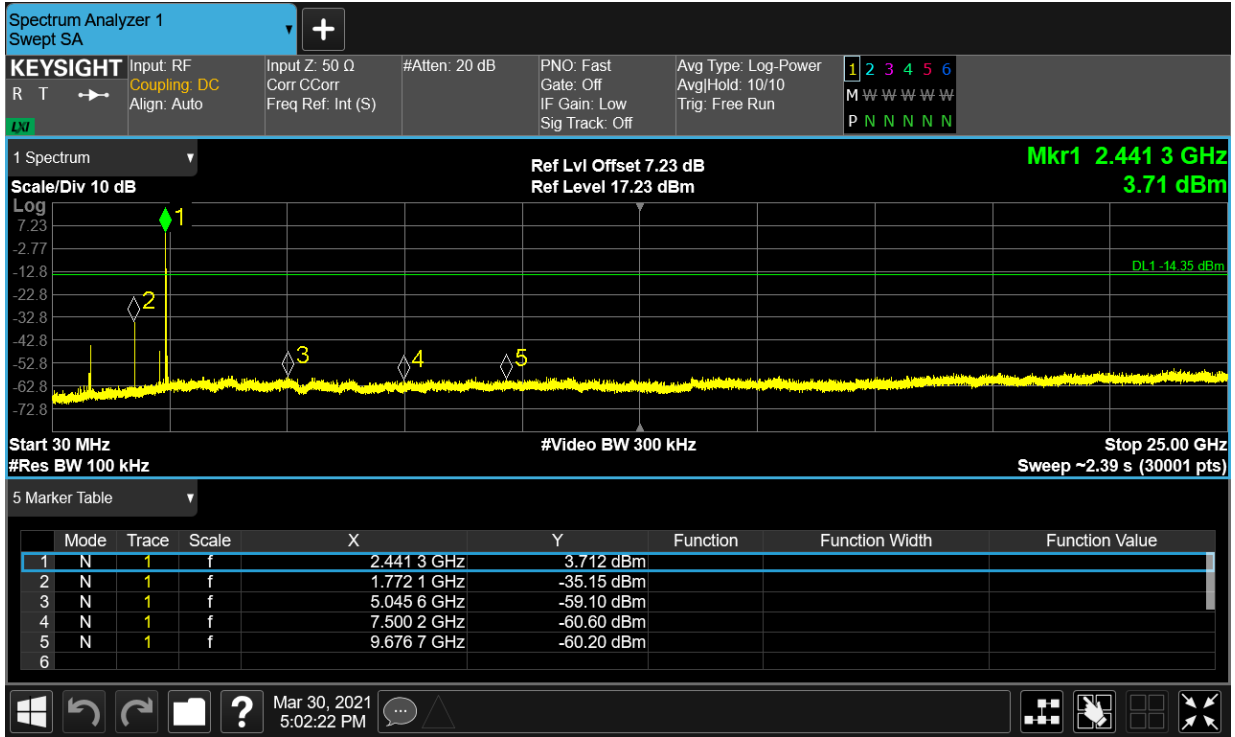 Spectrum Analyzer 1
Swept SA
KEYSIGHT
R T
LXI
Input: RF
Coupling: DC
Align: Auto
Input Z: 50 Ω
Corr CCorr
Freq Ref: Int (S)
#Atten: 20 dB
PNO: Fast
Gate: Off
IF Gain: Low
Sig Track: Off
Avg Type: Log-Power
Avg|Hold: 10/10
Trig: Free Run
1 2 3 4 5 6
M W W W W W
P N N N N N
1 Spectrum
Scale/Div 10 dB
Ref Lvl Offset 7.23 dB
Ref Level 17.23 dBm
Mkr1 2.441 3 GHz
3.71 dBm
Log
7.23
-2.77
-12.8
-22.8
-32.8
-42.8
-52.8
-62.8
-72.8
1
2
3
4
5
DL1 -14.35 dBm
Start 30 MHz
#Video BW 300 kHz
Stop 25.00 GHz
#Res BW 100 kHz
Sweep ~2.39 s (30001 pts)
5 Marker Table
Mode Trace Scale X Y Function Function Width Function Value
1 N 1 f 2.441 3 GHz 3.712 dBm
2 N 1 f 1.772 1 GHz -35.15 dBm
3 N 1 f 5.045 6 GHz -59.10 dBm
4 N 1 f 7.500 2 GHz -60.60 dBm
5 N 1 f 9.676 7 GHz -60.20 dBm
6
?
Mar 30, 2021
5:02:22 PM